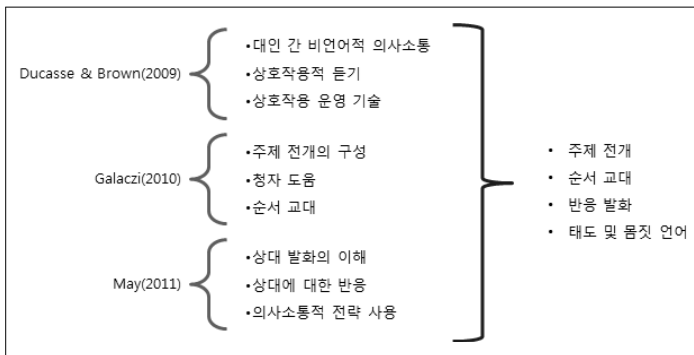 Ducasse & Brown(2009)
•대인 간 비언어적 의사소통
•상호작용적 듣기
•상호작용 운영 기술
Galaczi(2010)
•주제 전개의 구성
•청자 도움
•순서 교대
May(2011)
•상대 발화의 이해
•상대에 대한 반응
•의사소통적 전략 사용
• 주제 전개
• 순서 교대
• 반응 발화
• 태도 및 몸짓 언어